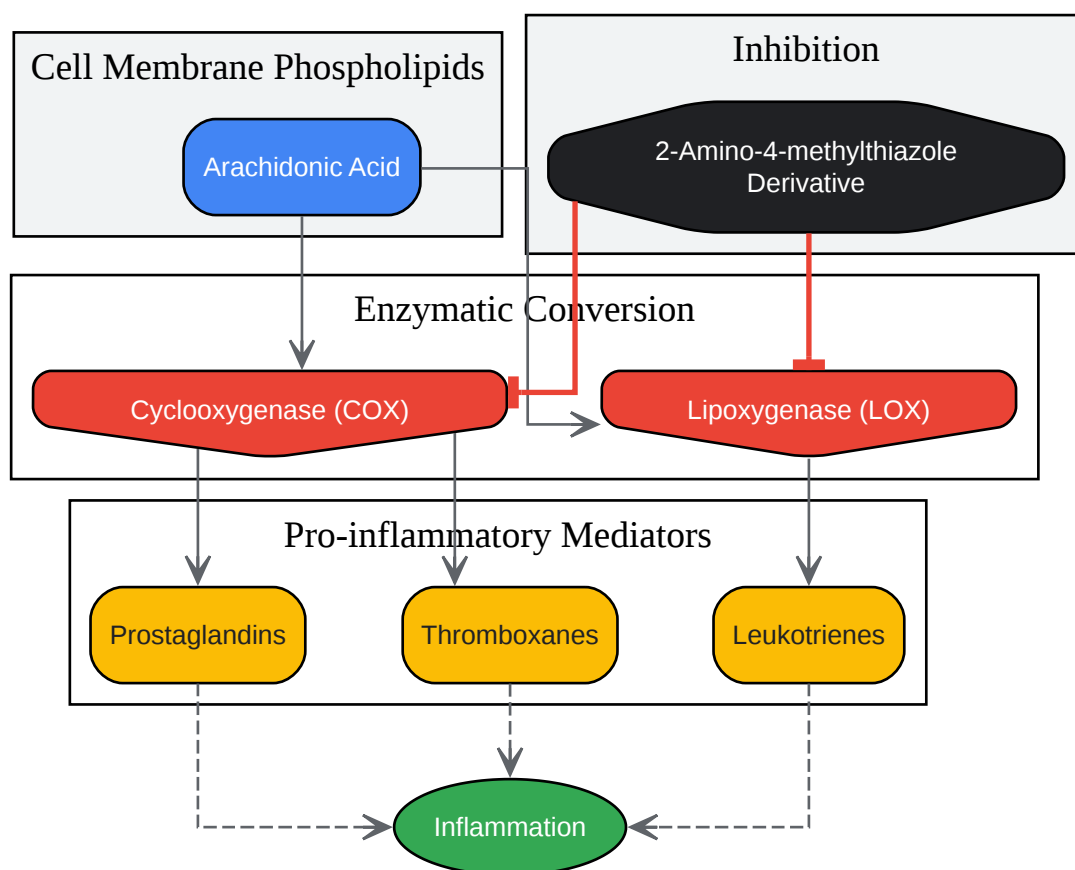 Cell Membrane Phospholipids
Inhibition
Arachidonic Acid
2-Amino-4-methylthiazole
Derivative
Enzymatic Conversion
Cyclooxygenase (COX)
Lipoxygenase (LOX)
Pro-inflammatory Mediators
Prostaglandins
Thromboxanes
Leukotrienes
Inflammation